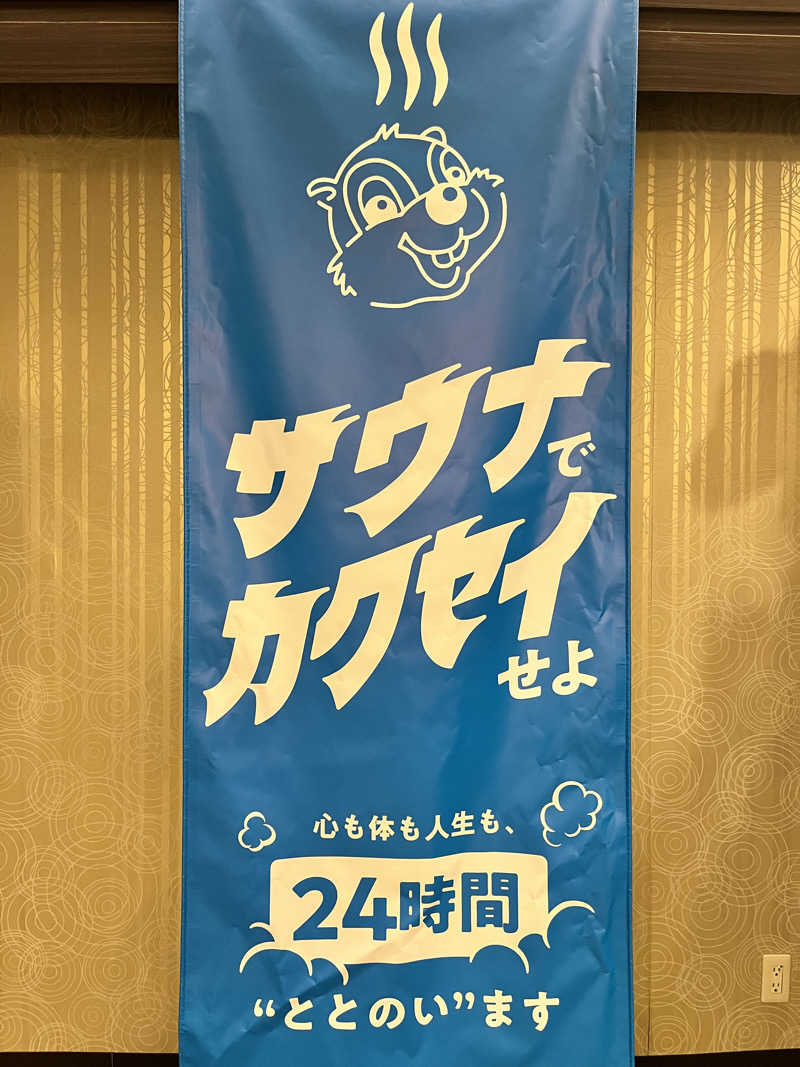 サウナで
カクセイせよ
心も体も人生も、
24時間
“ととのい”ます